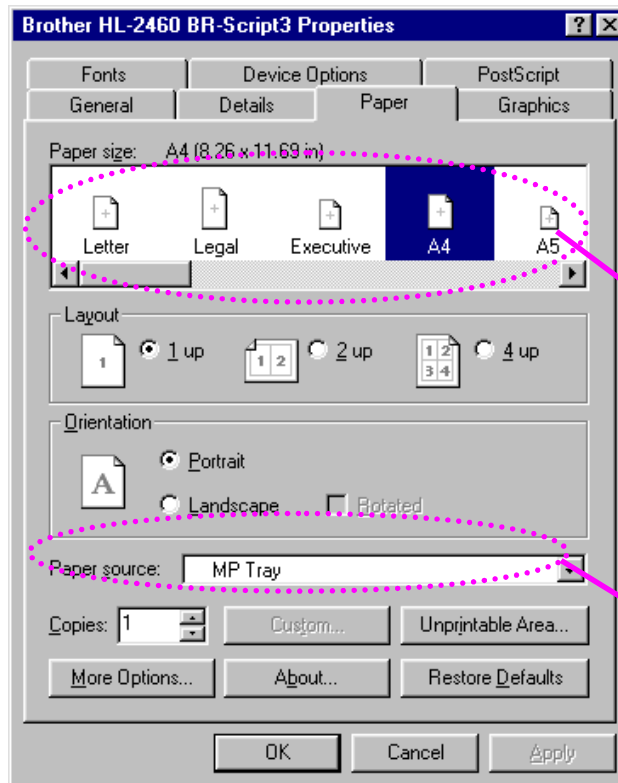 Brother HL-2460 BR-Script3 Properties
Fonts Device Options PostScript
General Details Paper Graphics
Paper size: A4 (8.26 x 11.69 in)
Letter Legal Executive A4 A5
Layout
1 1 up 1 2 2 up 1 2 3 4 4 up
Orientation
A Portrait
Landscape Rotated
Paper source: MP Tray
Copies: 1 Custom... Unprintable Area...
More Options... About... Restore Defaults
OK Cancel Apply